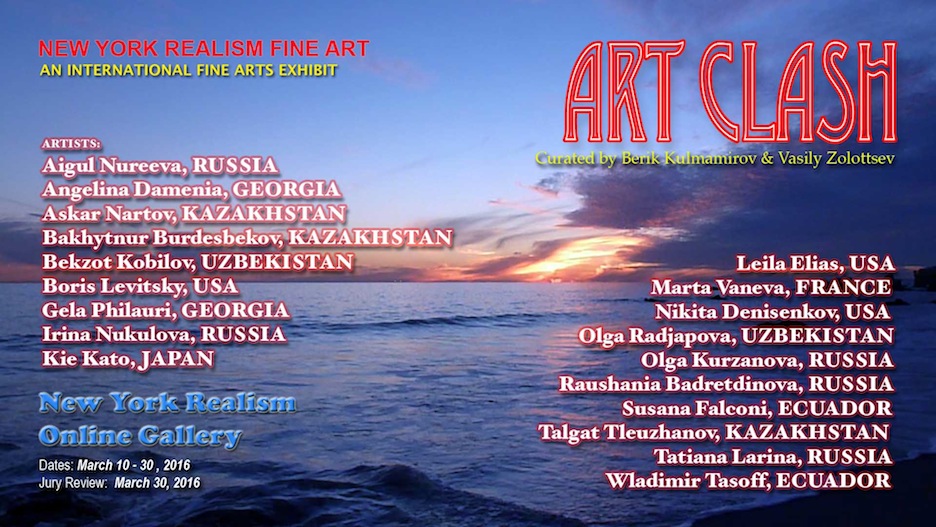 NEW YORK REALISM FINE ART
AN INTERNATIONAL FINE ARTS EXHIBIT
ART CLASH
Curated by Berik Kulmamirov & Vasily Zolottsev
ARTISTS:
Aigul Nureeva, RUSSIA
Angelina Damenia, GEORGIA
Askar Nartov, KAZAKHSTAN
Bakhytnur Burdesbekov, KAZAKHSTAN
Bekzot Kobilov, UZBEKISTAN
Boris Levitsky, USA
Gela Philauri, GEORGIA
Irina Nukulova, RUSSIA
Kie Kato, JAPAN
Leila Elias, USA
Marta Vaneva, FRANCE
Nikita Denisenkov, USA
Olga Radjapova, UZBEKISTAN
Olga Kurzanova, RUSSIA
Raushania Badretdinova, RUSSIA
Susana Falconi, ECUADOR
Talgat Tleuzhanov, KAZAKHSTAN
Tatiana Larina, RUSSIA
Wladimir Tasoff, ECUADOR
New York Realism
Online Gallery
Dates: March 10 - 30 , 2016
Jury Review: March 30, 2016